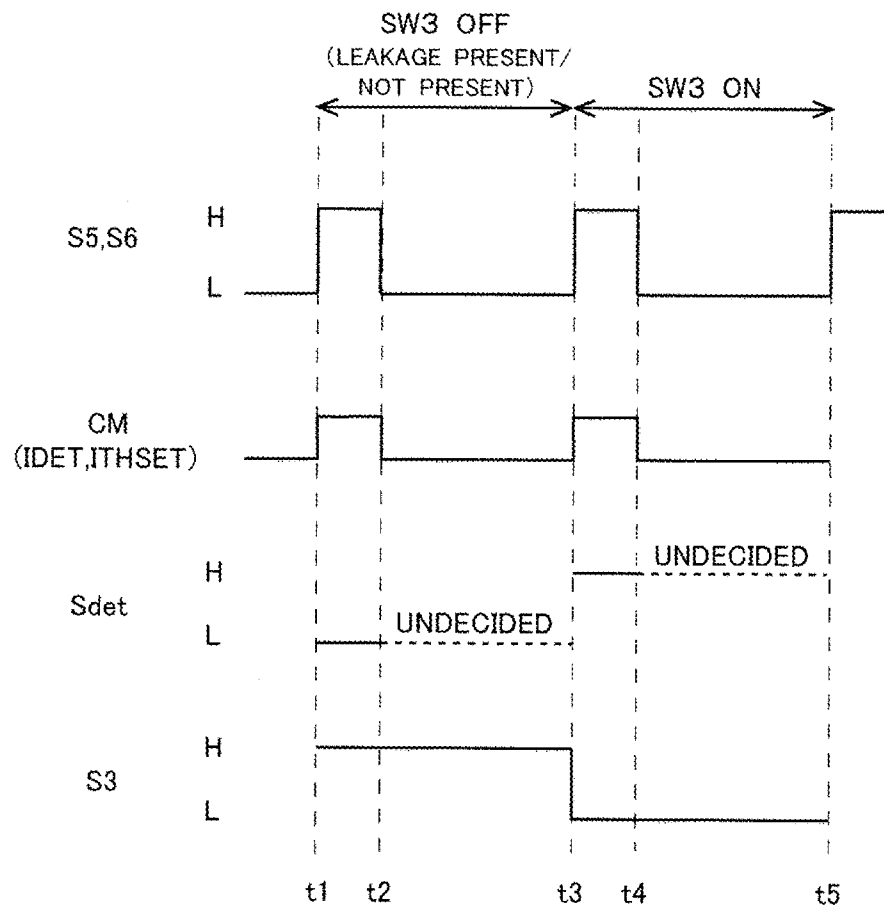 SW3 OFF
(LEAKAGE PRESENT/
NOT PRESENT)
SW3 ON
S5,S6
H
L
CM
(IDET,ITHSET)
Sdet
H
L
UNDECIDED
UNDECIDED
S3
H
L
t1 t2 t3 t4 t5